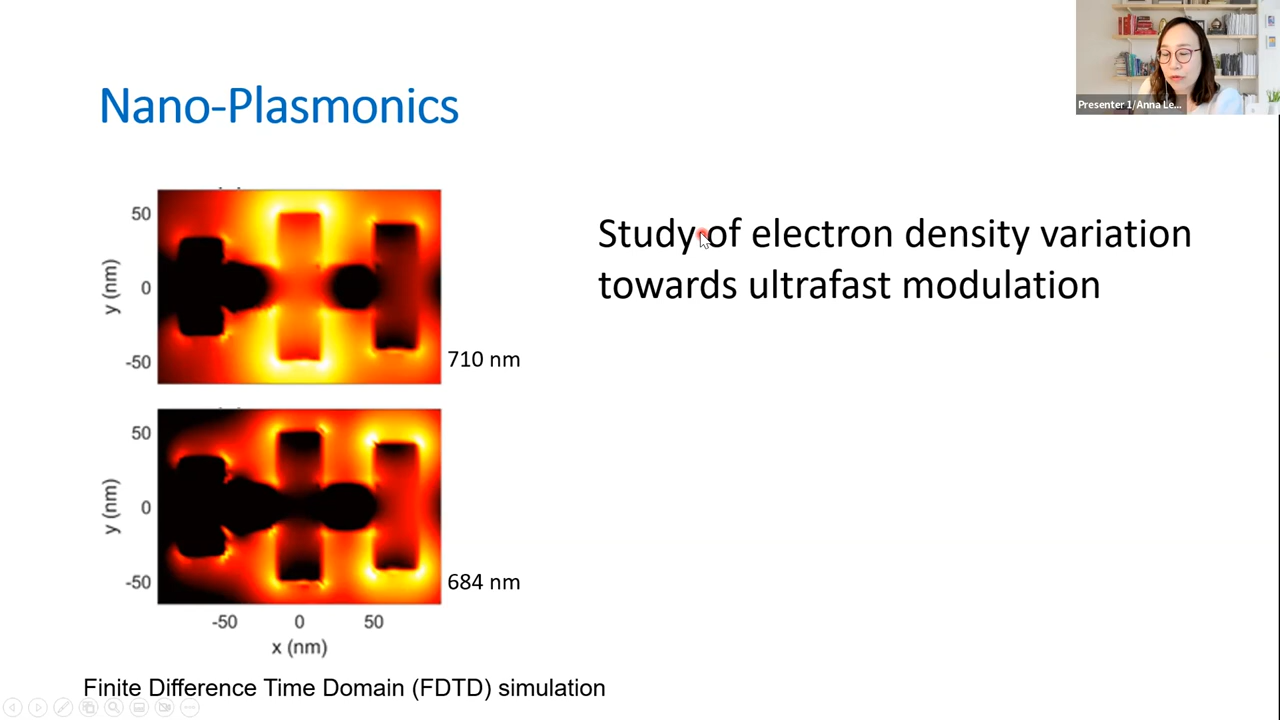 Presenter 1/Anna Le...
Nano-Plasmonics
50
0
-50
y (nm)
710 nm
50
0
-50
y (nm)
684 nm
-50 0 50
x (nm)
Finite Difference Time Domain (FDTD) simulation
Study of electron density variation
towards ultrafast modulation